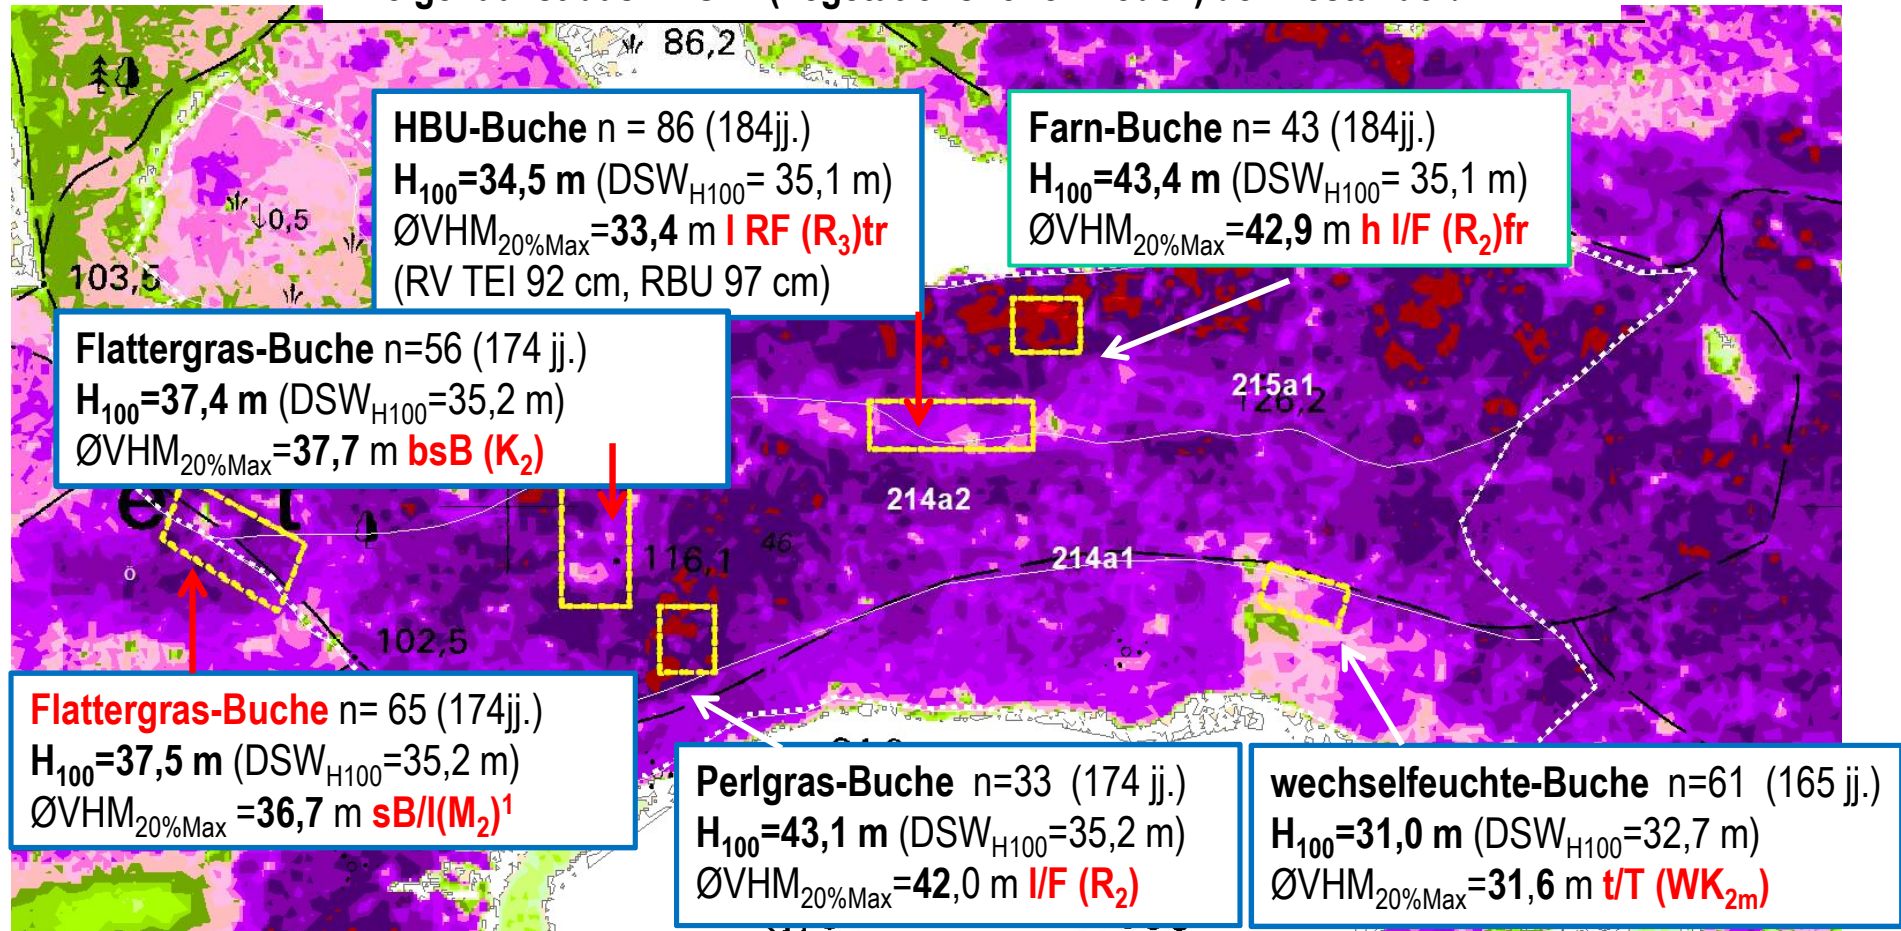 86,2
HBU-Buche n = 86 (184jj.)
H100=34,5 m (DSWH100= 35,1 m)
ØVHM20%Max=33,4 m l RF (R3)tr
(RV TEI 92 cm, RBU 97 cm)
Farn-Buche n= 43 (184jj.)
H100=43,4 m (DSWH100= 35,1 m)
ØVHM20%Max=42,9 m h l/F (R2)fr
0,5
103,5
Flattergras-Buche n=56 (174 jj.)
H100=37,4 m (DSWH100=35,2 m)
ØVHM20%Max=37,7 m bsB (K2)
215a1
126,2
214a2
e t
46
116,1
214a1
ö
102,5
Flattergras-Buche n= 65 (174jj.)
H100=37,5 m (DSWH100=35,2 m)
ØVHM20%Max =36,7 m sB/l(M2)1
Perlgras-Buche n=33 (174 jj.)
H100=43,1 m (DSWH100=35,2 m)
ØVHM20%Max=42,0 m l/F (R2)
wechselfeuchte-Buche n=61 (165 jj.)
H100=31,0 m (DSWH100=32,7 m)
ØVHM20%Max=31,6 m t/T (WK2m)